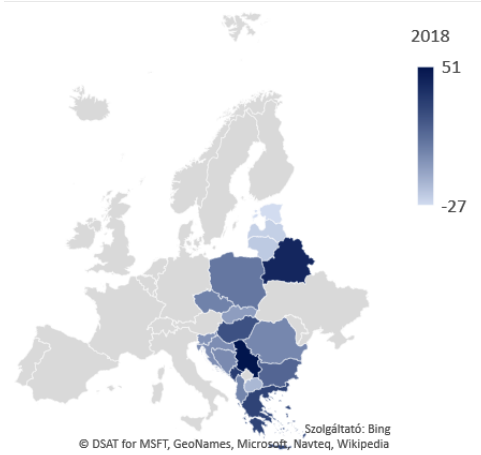 2018
51
-27
Szolgáltató: Bing
© DSAT for MSFT, GeoNames, Microsoft, Navteq, Wikipedia